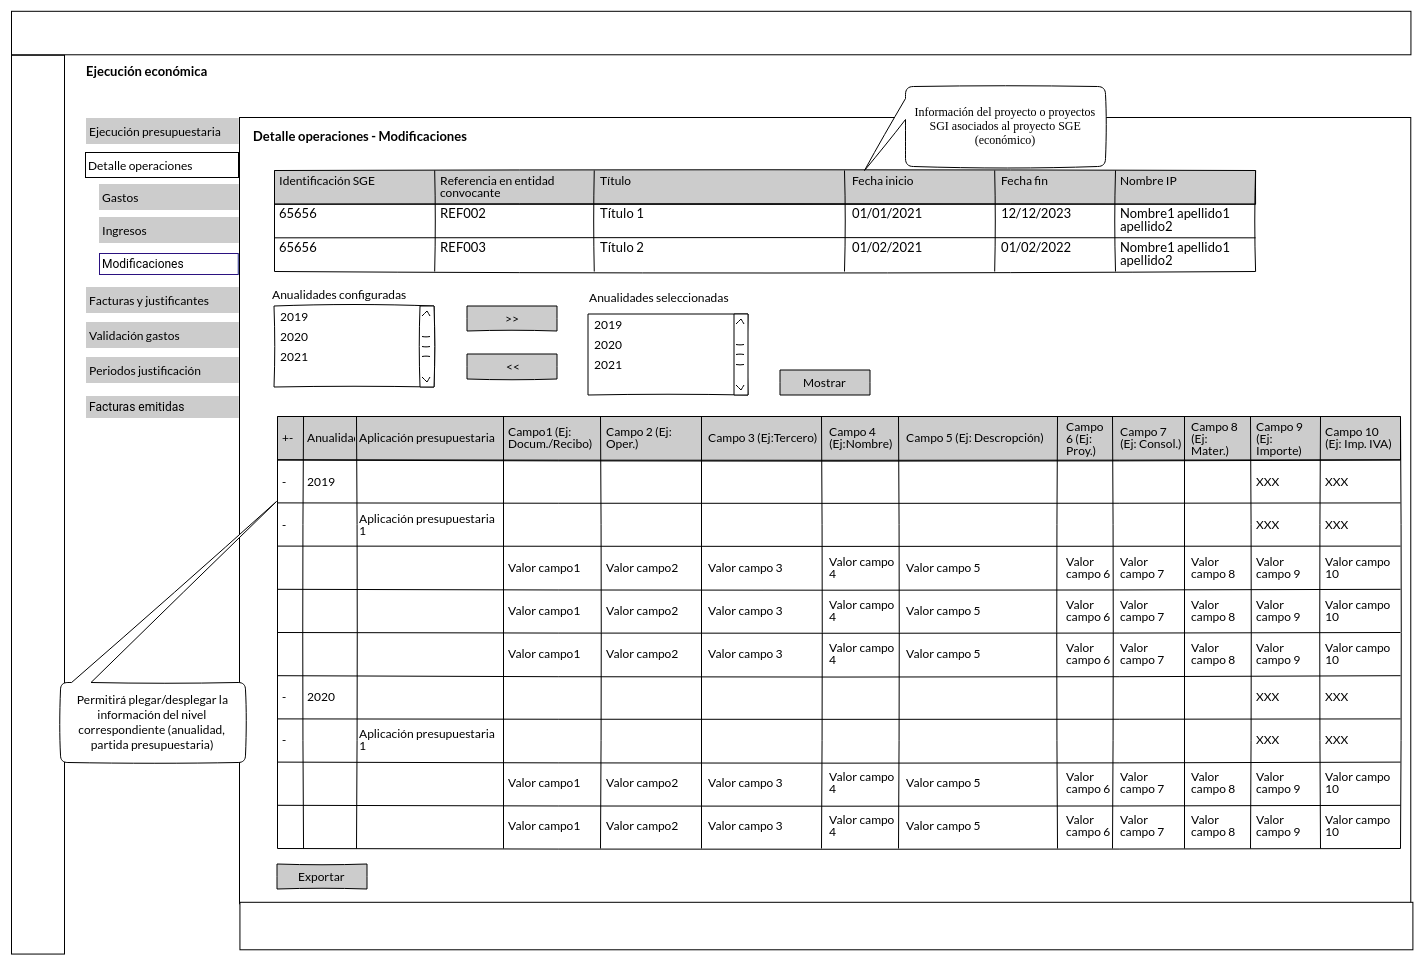 Ejecución económica
Ejecución presupuestaria
Detalle operaciones
Gastos
Ingresos
Modificaciones
Facturas y justificantes
Validación gastos
Periodos justificación
Facturas emitidas
Detalle operaciones - Modificaciones
Información del proyecto o proyectos
SGI asociados al proyecto SGE
(económico)
Identificación SGE
Referencia en entidad
convocante
Título
Fecha inicio
Fecha fin
Nombre IP
65656
REF002
Título 1
01/01/2021
12/12/2023
Nombre1 apellido1
apellido2
65656
REF003
Título 2
01/02/2021
01/02/2022
Nombre1 apellido1
apellido2
Anualidades configuradas
2019
2020
2021
>>
<<
Anualidades seleccionadas
2019
2020
2021
Mostrar
+-
Anualidad
Aplicación presupuestaria
Campo1 (Ej:
Docum./Recibo)
Campo 2 (Ej:
Oper.)
Campo 3 (Ej:Tercero)
Campo 4
(Ej:Nombre)
Campo 5 (Ej: Descropción)
Campo
6 (Ej:
Proy.)
Campo 7
(Ej: Consol.)
Campo 8
(Ej:
Mater.)
Campo 9
(Ej:
Importe)
Campo 10
(Ej: Imp. IVA)
-
2019
XXX
XXX
-
Aplicación presupuestaria
1
XXX
XXX
Valor campo1
Valor campo2
Valor campo 3
Valor campo
4
Valor campo 5
Valor
campo 6
Valor
campo 7
Valor
campo 8
Valor
campo 9
Valor campo
10
Valor campo1
Valor campo2
Valor campo 3
Valor campo
4
Valor campo 5
Valor
campo 6
Valor
campo 7
Valor
campo 8
Valor
campo 9
Valor campo
10
Valor campo1
Valor campo2
Valor campo 3
Valor campo
4
Valor campo 5
Valor
campo 6
Valor
campo 7
Valor
campo 8
Valor
campo 9
Valor campo
10
-
2020
XXX
XXX
-
Aplicación presupuestaria
1
XXX
XXX
Valor campo1
Valor campo2
Valor campo 3
Valor campo
4
Valor campo 5
Valor
campo 6
Valor
campo 7
Valor
campo 8
Valor
campo 9
Valor campo
10
Valor campo1
Valor campo2
Valor campo 3
Valor campo
4
Valor campo 5
Valor
campo 6
Valor
campo 7
Valor
campo 8
Valor
campo 9
Valor campo
10
Permitirá plegar/desplegar la
información del nivel
correspondiente (anualidad,
partida presupuestaria)
Exportar